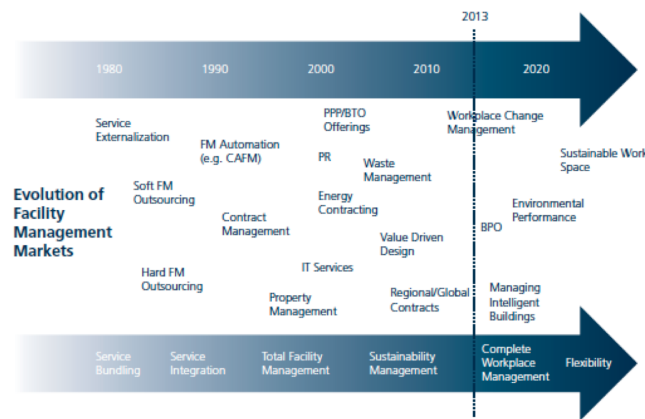 2013
1980 1990 2000 2010 2020
Service
Externalization
FM Automation
(e.g. CAFM)
PPP/BTO
Offerings
PR
Workplace Change
Management
Waste
Management
Sustainable Work
Space
Evolution of
Facility
Management
Markets
Soft FM
Outsourcing
Contract
Management
Energy
Contracting
Environmental
Performance
BPO
Value Driven
Design
Hard FM
Outsourcing
IT Services
Property
Management
Regional/Global
Contracts
Managing
Intelligent
Buildings
Service
Bundling
Service
Integration
Total Facility
Management
Sustainability
Management
Complete
Workplace
Management
Flexibility